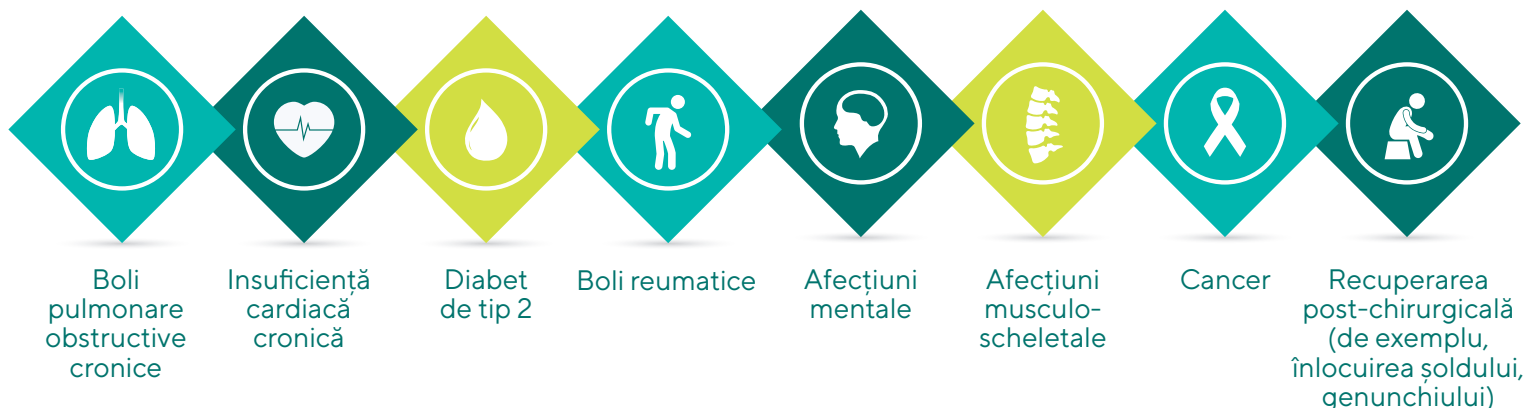 Boli
pulmonare
obstructive
cronice
Insuficiență
cardiacă
cronică
Diabet
de tip 2
Boli reumatice
Afecțiuni
mentale
Afecțiuni
musculo-
scheletale
Cancer
Recuperarea
post-chirurgicală
(de exemplu,
înlocuirea șoldului,
genunchiului)